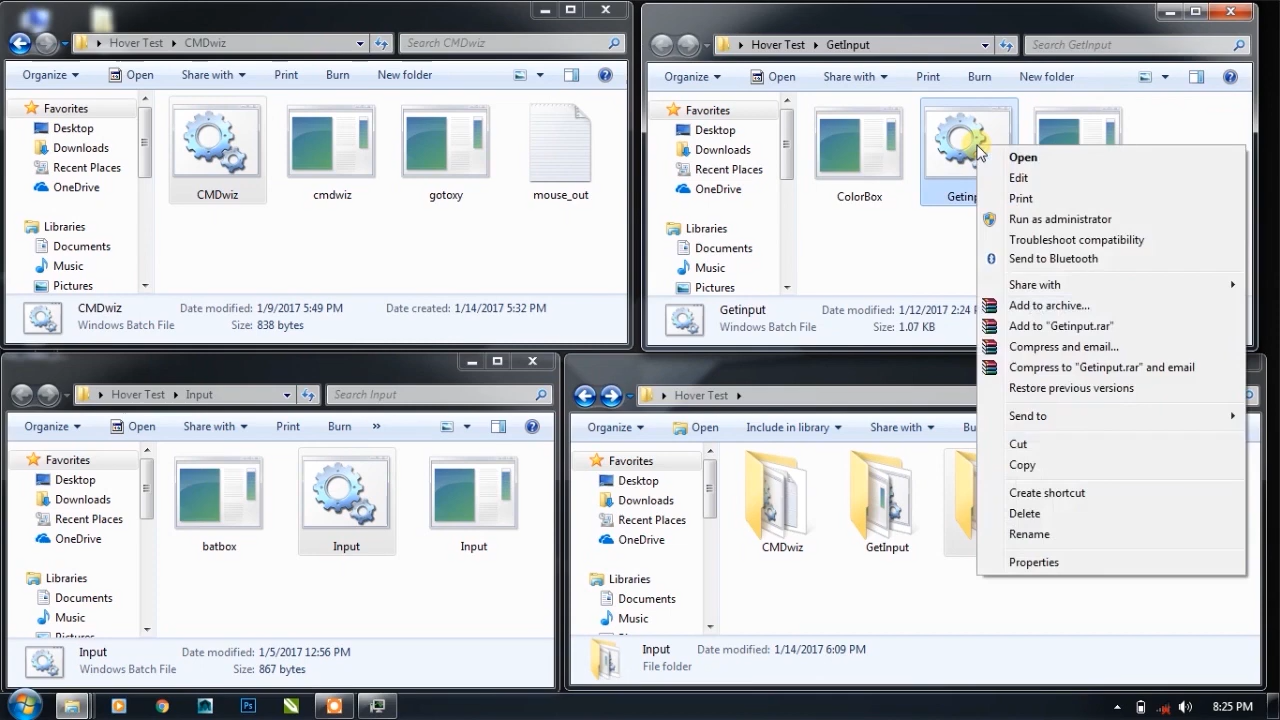 Hover Test
CMDwiz
Search CMDwiz
Organize
Open
Share with
Print
Burn
New folder
Favorites
Desktop
Downloads
Recent Places
OneDrive
Libraries
Documents
Music
Pictures
CMDwiz
cmdwiz
gotoxy
mouse_out
CMDwiz
Date modified: 1/9/2017 5:49 PM
Date created: 1/14/2017 5:32 PM
Windows Batch File
Size: 838 bytes
Hover Test
GetInput
Search GetInput
Organize
Open
Share with
Print
Burn
New folder
Favorites
Desktop
Downloads
Recent Places
OneDrive
Libraries
Documents
Music
Pictures
ColorBox
Getinp
Getinput
Date modified: 1/12/2017 2:24
Windows Batch File
Size: 1.07 KB
Open
Edit
Print
Run as administrator
Troubleshoot compatibility
Send to Bluetooth
Share with
Add to archive...
Add to "Getinput.rar"
Compress and email...
Compress to "Getinput.rar" and email
Restore previous versions
Send to
Cut
Copy
Create shortcut
Delete
Rename
Properties
Hover Test
Input
Search Input
Organize
Open
Share with
Print
Burn
»
Favorites
Desktop
Downloads
Recent Places
OneDrive
Libraries
Documents
Music
Pictures
batbox
Input
Input
Input
Date modified: 1/5/2017 12:56 PM
Windows Batch File
Size: 867 bytes
Hover Test
Organize
Open
Include in library
Share with
Bu
Favorites
Desktop
Downloads
Recent Places
OneDrive
Libraries
Documents
Music
CMDwiz
GetInput
Input
Date modified: 1/14/2017 6:09 PM
File folder
Ps
8:25 PM